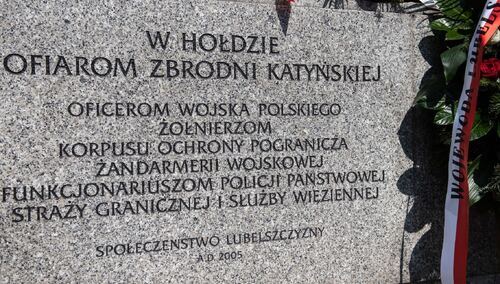 W HOŁDZIE
OFIAROM ZBRODNI KATYŃSKIEJ
OFICEROM WOJSKA POLSKIEGO
ŻOŁNIERZOM
KORPUSU OCHRONY POGRANICZA
ŻANDARMERII WOJSKOWEJ
FUNKCJONARIUSZOM POLICJI PAŃSTWOWEJ
STRAŻY GRANICZNEJ I SŁUŻBY WIĘZIENNEJ
SPOŁECZEŃSTWO LUBELSZCZYZNY
A.D. 2005
WOJEWODA